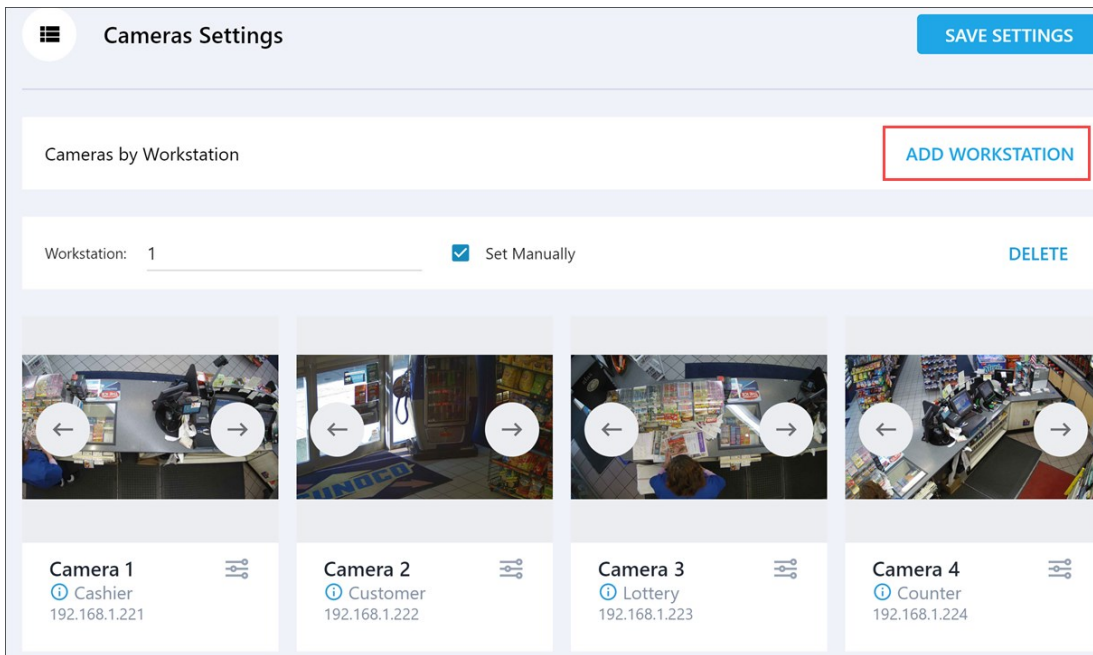 Cameras Settings
SAVE SETTINGS
Cameras by Workstation
ADD WORKSTATION
Workstation: 1
Set Manually
DELETE
SUNOCO
Camera 1
Cashier
192.168.1.221
Camera 2
Customer
192.168.1.222
Camera 3
Lottery
192.168.1.223
Camera 4
Counter
192.168.1.224